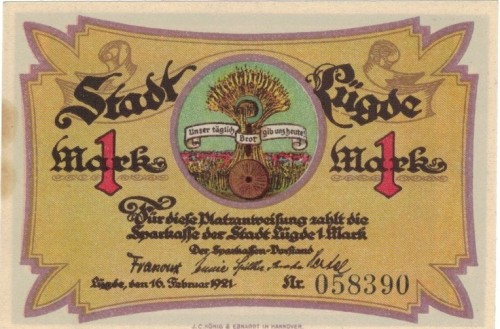 Stadt Lügde
Unser täglich Brot gib uns heute
Mark 1 Mark 1
Für diese Platzanweisung zahlt die
Sparkasse der Stadt Lügde 1 Mark
Der Sparkassen-Vorstand
Lügde, den 16. Februar 1921. Nr. 058390
J. C. KÖNIG & EBHARDT IN HANNOVER